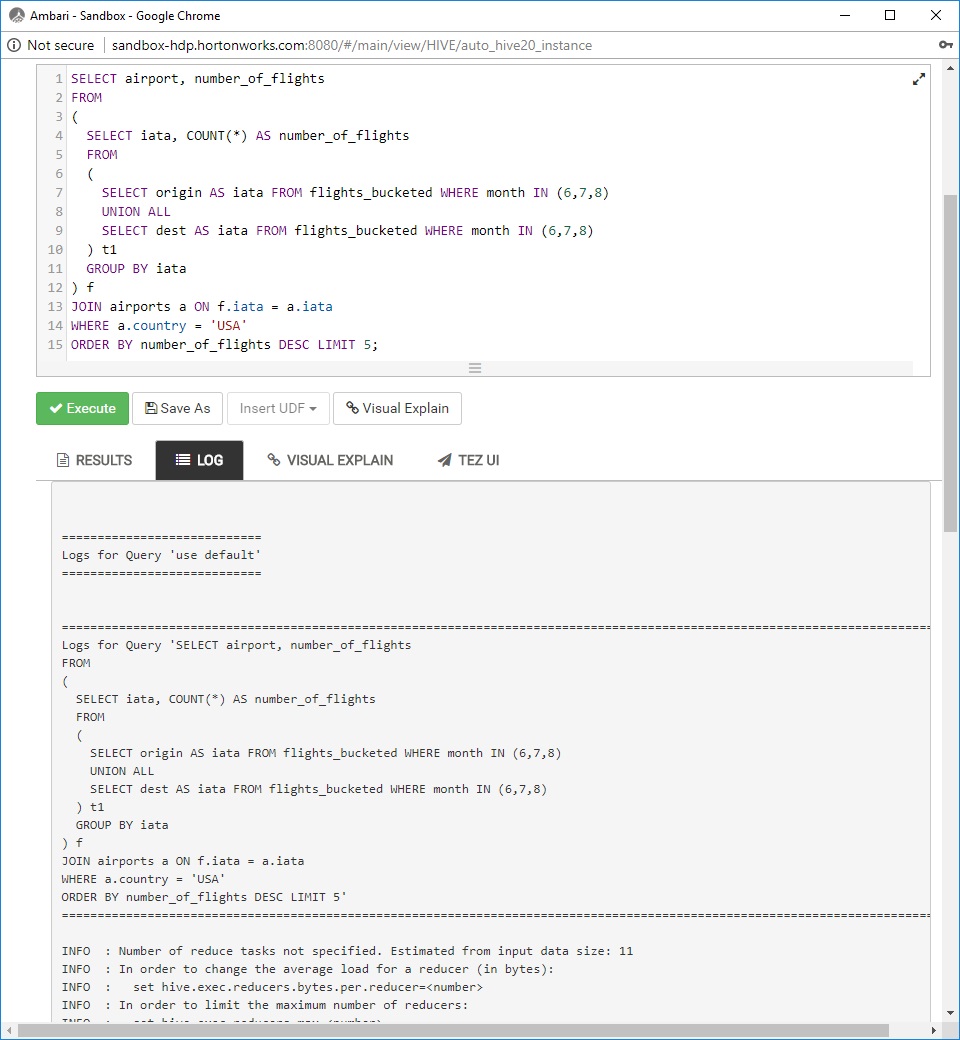 Ambari - Sandbox - Google Chrome
Not secure sandbox-hdp.hortonworks.com:8080/#/main/view/HIVE/auto_hive20_instance
1 SELECT airport, number_of_flights
2 FROM
3 (
4 SELECT iata, COUNT(*) AS number_of_flights
5 FROM
6 (
7 SELECT origin AS iata FROM flights_bucketed WHERE month IN (6,7,8)
8 UNION ALL
9 SELECT dest AS iata FROM flights_bucketed WHERE month IN (6,7,8)
10 ) t1
11 GROUP BY iata
12 ) f
13 JOIN airports a ON f.iata = a.iata
14 WHERE a.country = 'USA'
15 ORDER BY number_of_flights DESC LIMIT 5;
Execute Save As Insert UDF Visual Explain
RESULTS LOG VISUAL EXPLAIN TEZ UI
============================
Logs for Query 'use default'
============================
==========================================================================================================================
Logs for Query 'SELECT airport, number_of_flights
FROM
(
SELECT iata, COUNT(*) AS number_of_flights
FROM
(
SELECT origin AS iata FROM flights_bucketed WHERE month IN (6,7,8)
UNION ALL
SELECT dest AS iata FROM flights_bucketed WHERE month IN (6,7,8)
) t1
GROUP BY iata
) f
JOIN airports a ON f.iata = a.iata
WHERE a.country = 'USA'
ORDER BY number_of_flights DESC LIMIT 5'
==========================================================================================================================
INFO : Number of reduce tasks not specified. Estimated from input data size: 11
INFO : In order to change the average load for a reducer (in bytes):
INFO : set hive.exec.reducers.bytes.per.reducer=<number>
INFO : In order to limit the maximum number of reducers: